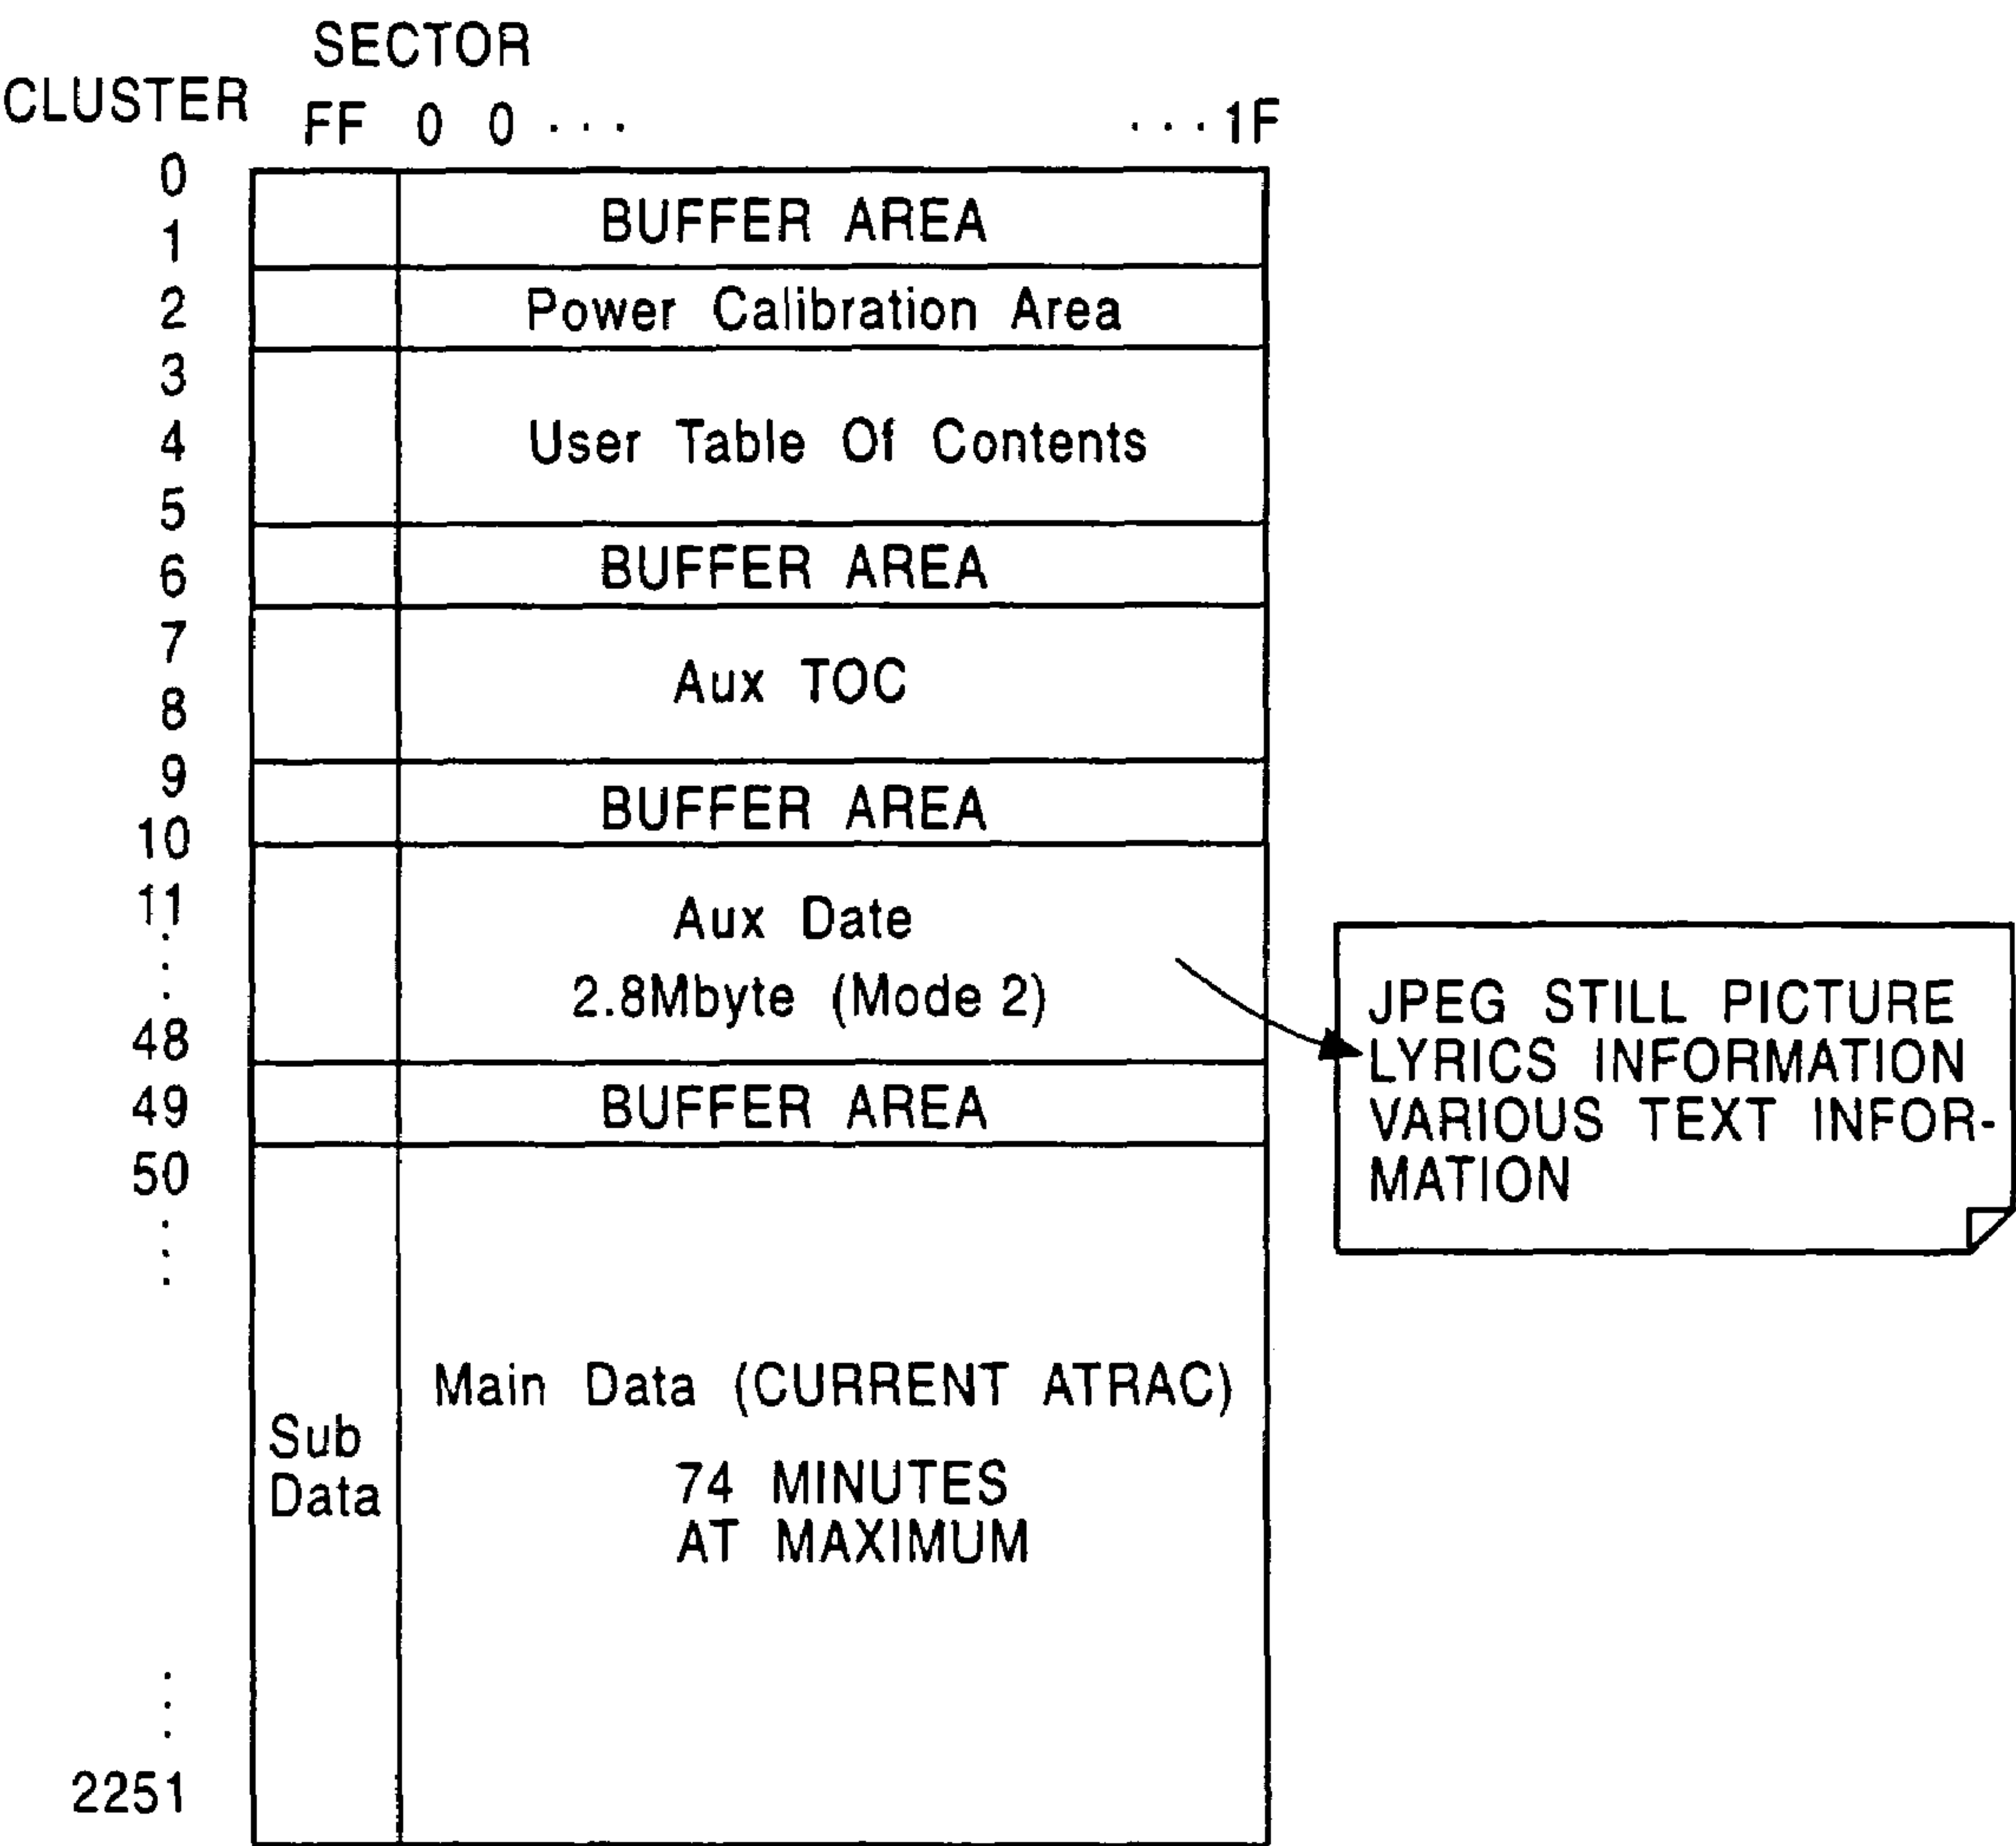 SECTOR
CLUSTER
FF 0 0 ··· ··· 1F
0
1
BUFFER AREA
2
Power Calibration Area
3
4
5
User Table Of Contents
6
BUFFER AREA
7
8
Aux TOC
9
10
BUFFER AREA
11
48
Aux Date
2.8Mbyte (Mode 2)
JPEG STILL PICTURE
LYRICS INFORMATION
VARIOUS TEXT INFOR-
MATION
49
BUFFER AREA
50
Sub
Data
Main Data (CURRENT ATRAC)
74 MINUTES
AT MAXIMUM
2251